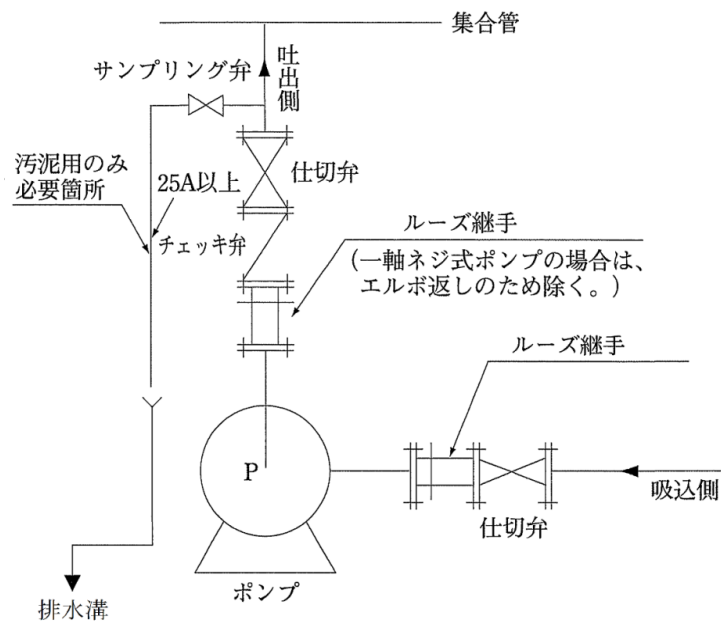 集合管
サンプリング弁
吐出側
汚泥用のみ
必要箇所
25A以上
仕切弁
チェッキ弁
ルーズ継手
(一軸ネジ式ポンプの場合は、
エルボ返しのため除く。)
ルーズ継手
P
吸込側
仕切弁
ポンプ
排水溝